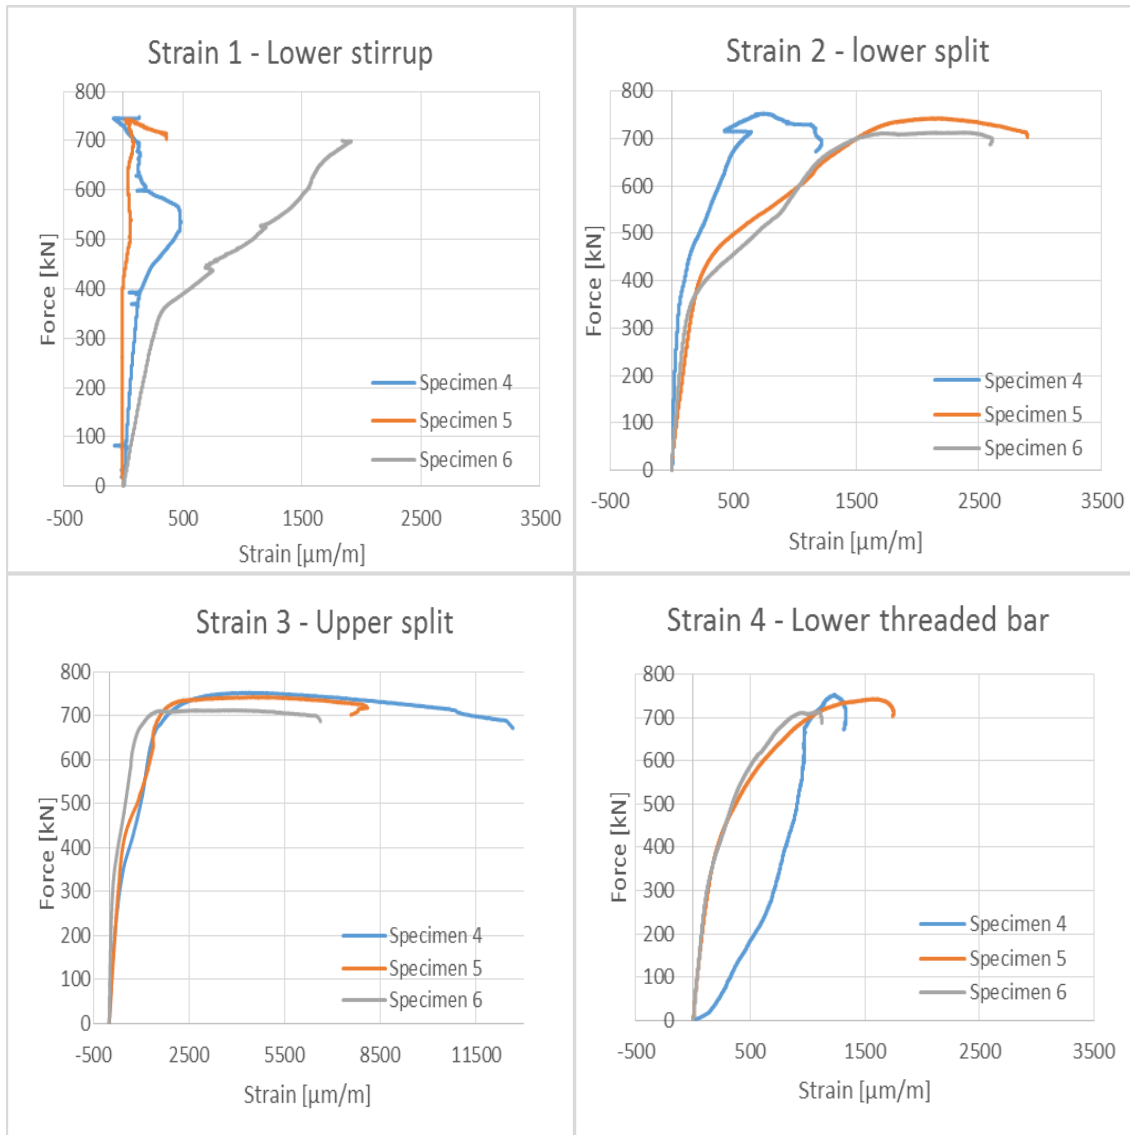 Strain 1 - Lower stirrup
800
700
600
500
400
300
200
100
0
Force [kN]
-500
500
1500
2500
3500
Strain [µm/m]
Specimen 4
Specimen 5
Specimen 6
Strain 2 - lower split
800
700
600
500
400
300
200
100
0
Force [kN]
-500
500
1500
2500
3500
Strain [µm/m]
Specimen 4
Specimen 5
Specimen 6
Strain 3 - Upper split
800
700
600
500
400
300
200
100
0
Force [kN]
-500
2500
5500
8500
11500
Strain [µm/m]
Specimen 4
Specimen 5
Specimen 6
Strain 4 - Lower threaded bar
800
700
600
500
400
300
200
100
0
Force [kN]
-500
500
1500
2500
3500
Strain [µm/m]
Specimen 4
Specimen 5
Specimen 6